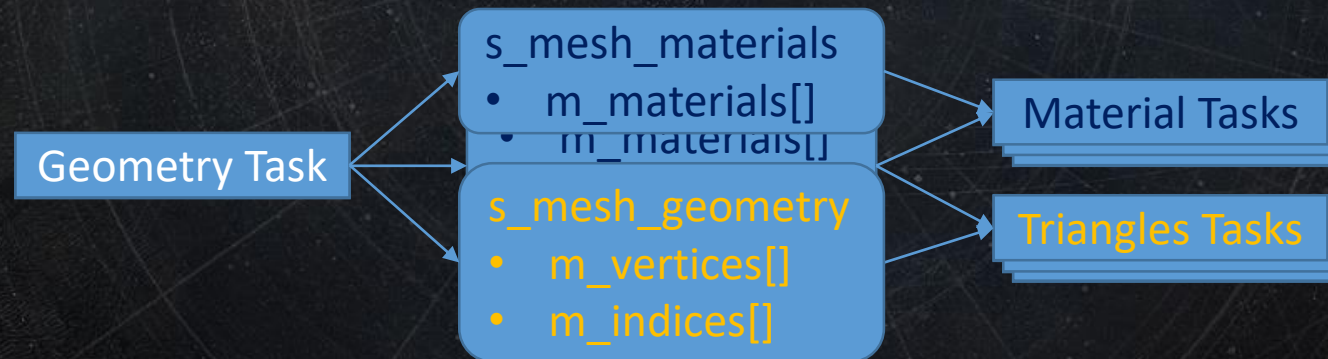 s_mesh_materials
• m_materials[]
• m_materials[]
Geometry Task
s_mesh_geometry
• m_vertices[]
• m_indices[]
Material Tasks
Triangles Tasks